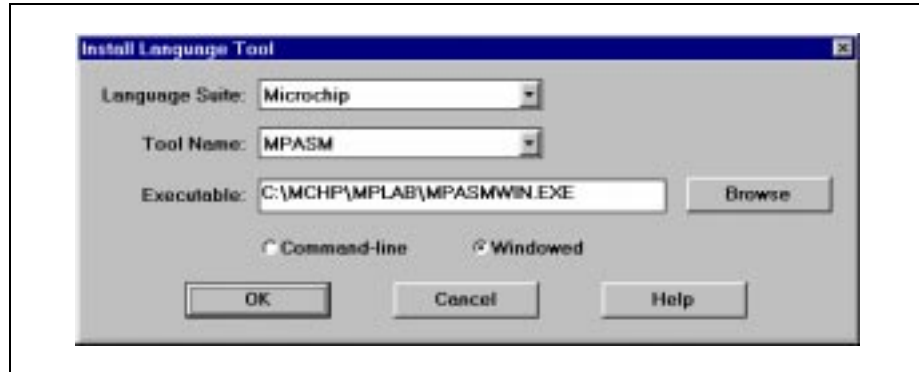 Install Language Tool
Language Suite: Microchip
Tool Name: MPASM
Executable: C:\MCHP\MPLAB\MPASMWIN.EXE Browse
Command-line Windowed
OK Cancel Help